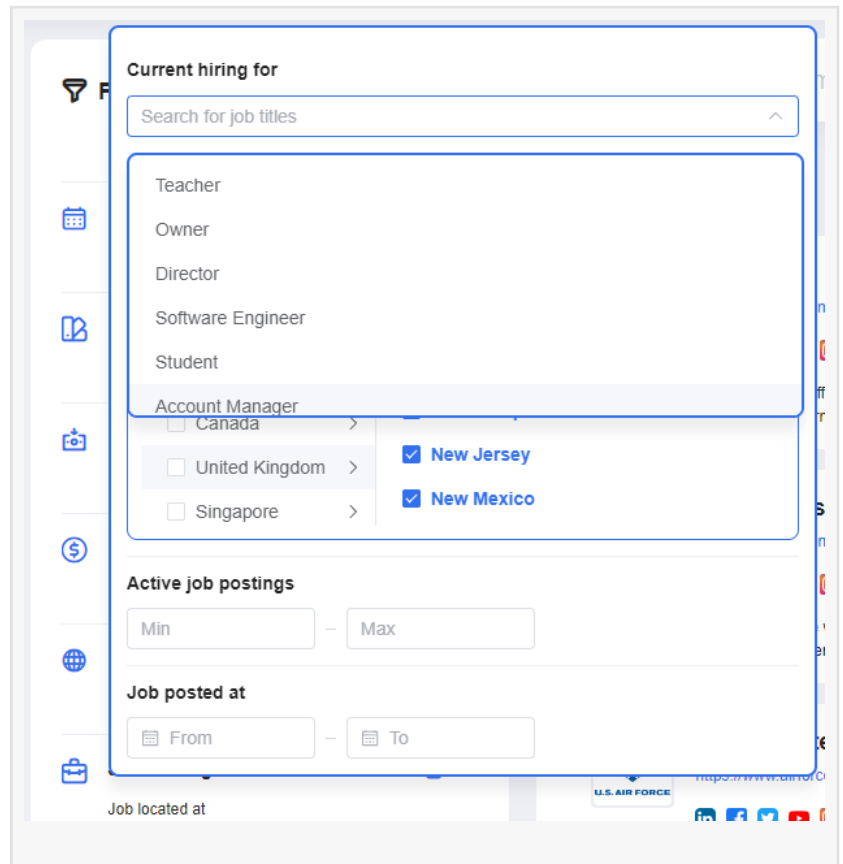 Current hiring for
Search for job titles
Teacher
Owner
Director
Software Engineer
Student
Account Manager
Canada
United Kingdom
New Jersey
Singapore
New Mexico
Active job postings
Min – Max
Job posted at
From – To
Job located at
U.S. AIR FORCE